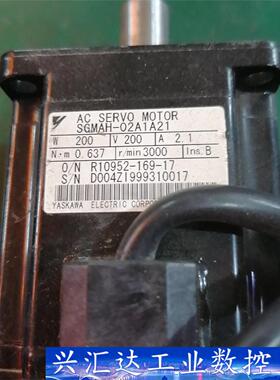 AC SERVO MOTOR
SGMAH-02A1A21
W 200 V 200 A 2.1
N·m 0.637 r/min 3000 Ins. B
O/N R10952-169-17
S/N D004Z1999310017
YASKAWA ELECTRIC CORPO
兴汇达工业数控